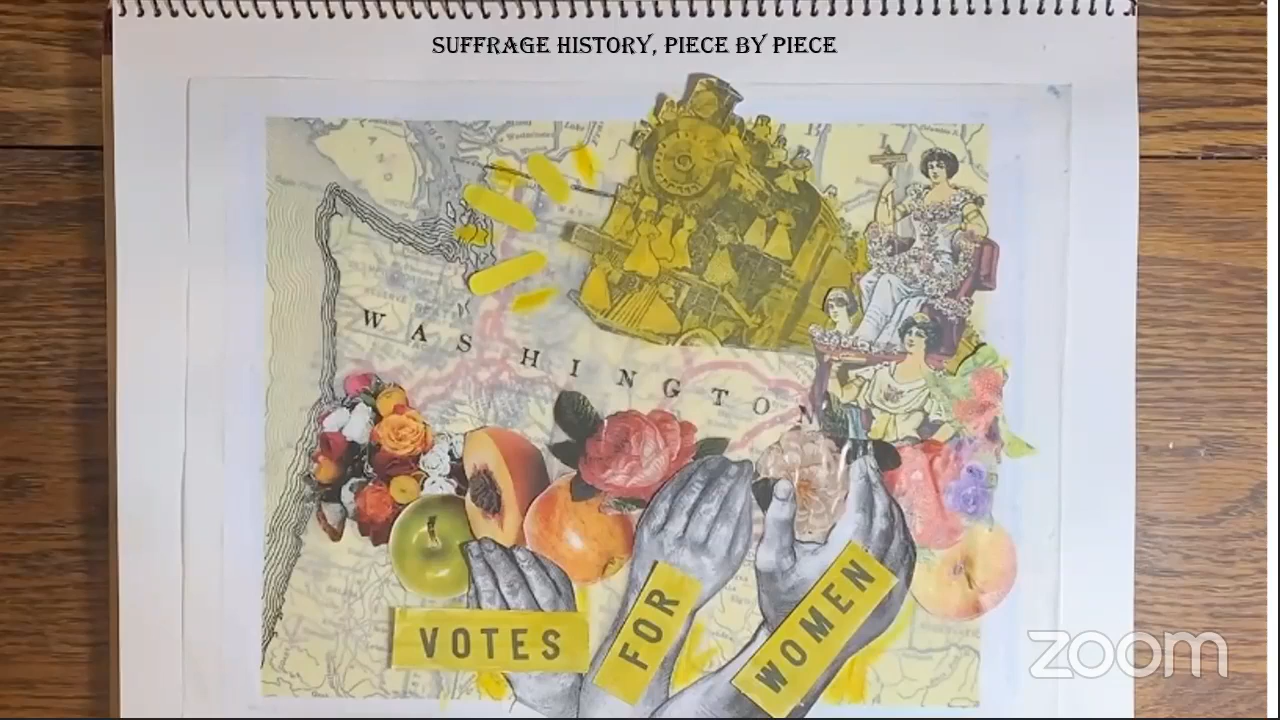 SUFFRAGE HISTORY, PIECE BY PIECE
WASHINGTON
VOTES
FOR
WOMEN
zoom